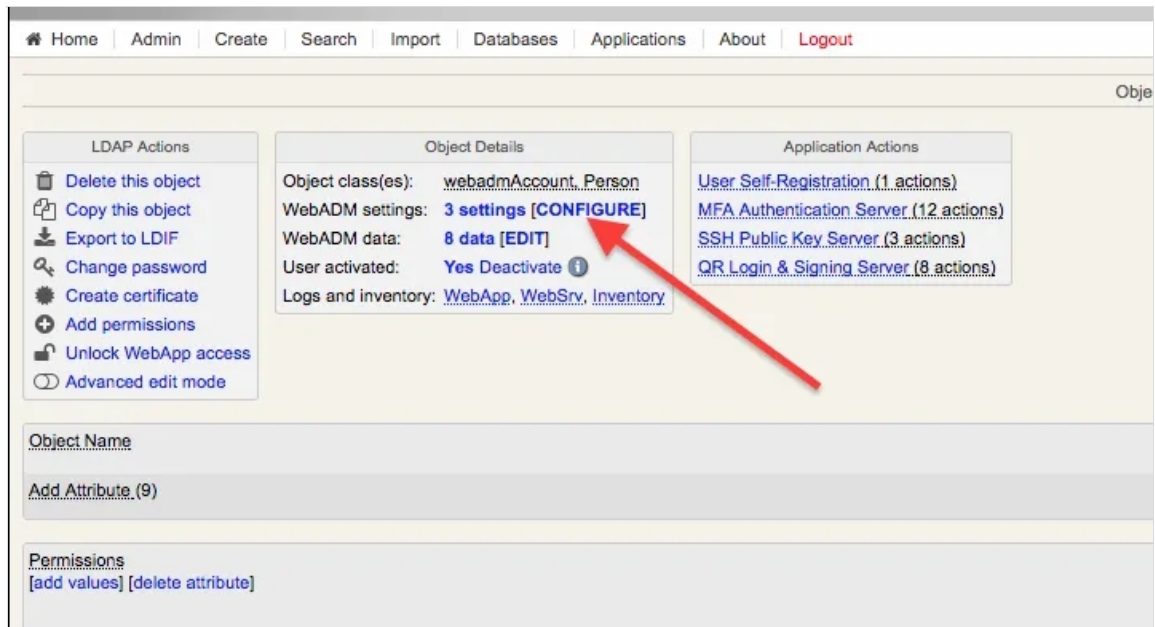 Home Admin Create Search Import Databases Applications About Logout
Obje
LDAP Actions
Delete this object
Copy this object
Export to LDIF
Change password
Create certificate
Add permissions
Unlock WebApp access
Advanced edit mode
Object Details
Object class(es): webadmAccount, Person
WebADM settings: 3 settings [CONFIGURE]
WebADM data: 8 data [EDIT]
User activated: Yes Deactivate
Logs and inventory: WebApp, WebSrv, Inventory
Application Actions
User Self-Registration (1 actions)
MFA Authentication Server (12 actions)
SSH Public Key Server (3 actions)
QR Login & Signing Server (8 actions)
Object Name
Add Attribute (9)
Permissions
[add values] [delete attribute]